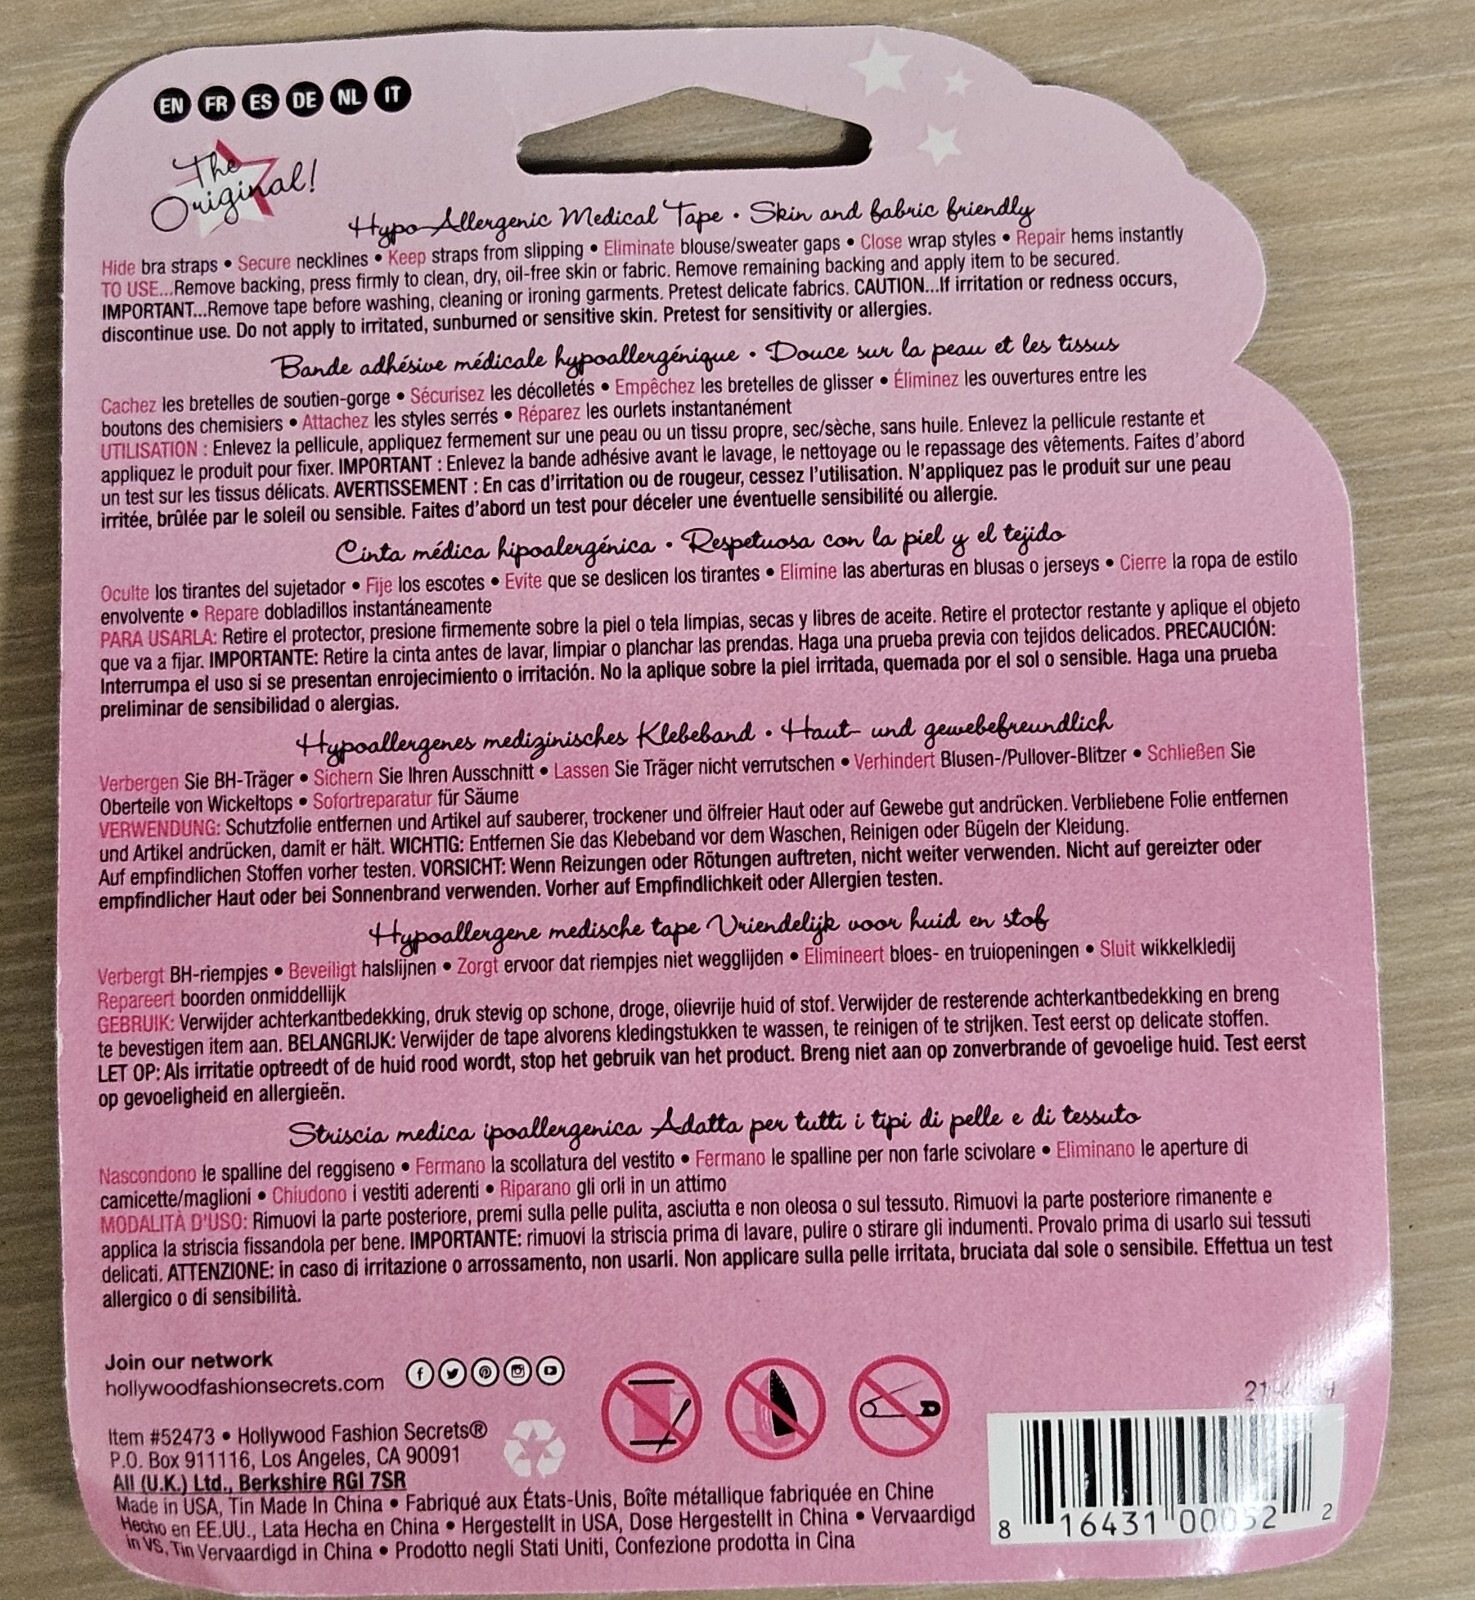 EN FR ES DE NL IT
The
Original!
Hypo-Allergenic Medical Tape • Skin and fabric friendly
Hide bra straps • Secure necklines • Keep straps from slipping • Eliminate blouse/sweater gaps • Close wrap styles • Repair hems instantly
TO USE...Remove backing, press firmly to clean, dry, oil-free skin or fabric. Remove remaining backing and apply item to be secured.
IMPORTANT...Remove tape before washing, cleaning or ironing garments. Pretest delicate fabrics. CAUTION...If irritation or redness occurs,
discontinue use. Do not apply to irritated, sunburned or sensitive skin. Pretest for sensitivity or allergies.
Bande adhésive médicale hypoallergénique • Douce sur la peau et les tissus
Cachez les bretelles de soutien-gorge • Sécurisez les décolletés • Empêchez les bretelles de glisser • Éliminez les ouvertures entre les
boutons des chemisiers • Attachez les styles serrés • Réparez les ourlets instantanément
UTILISATION : Enlevez la pellicule, appliquez fermement sur une peau ou un tissu propre, sec/sèche, sans huile. Enlevez la pellicule restante et
appliquez le produit pour fixer. IMPORTANT : Enlevez la bande adhésive avant le lavage, le nettoyage ou le repassage des vêtements. Faites d'abord
un test sur les tissus délicats. AVERTISSEMENT : En cas d'irritation ou de rougeur, cessez l'utilisation. N'appliquez pas le produit sur une peau
irritée, brûlée par le soleil ou sensible. Faites d'abord un test pour déceler une éventuelle sensibilité ou allergie.
Cinta médica hipoalergénica • Respetuosa con la piel y el tejido
Oculte los tirantes del sujetador • Fije los escotes • Evite que se deslicen los tirantes • Elimine las aberturas en blusas o jerseys • Cierre la ropa de estilo
envolvente • Repare dobladillos instantáneamente
PARA USARLA: Retire el protector, presione firmemente sobre la piel o tela limpias, secas y libres de aceite. Retire el protector restante y aplique el objeto
que va a fijar. IMPORTANTE: Retire la cinta antes de lavar, limpiar o planchar las prendas. Haga una prueba previa con tejidos delicados. PRECAUCIÓN:
Interrumpa el uso si se presentan enrojecimiento o irritación. No la aplique sobre la piel irritada, quemada por el sol o sensible. Haga una prueba
preliminar de sensibilidad o alergias.
Hypoallergenes medizinisches Klebeband • Haut- und gewebefreundlich
Verbergen Sie BH-Träger • Sichern Sie Ihren Ausschnitt • Lassen Sie Träger nicht verrutschen • Verhindert Blusen-/Pullover-Blitzer • Schließen Sie
Oberteile von Wickeltops • Sofortreparatur für Säume
VERWENDUNG: Schutzfolie entfernen und Artikel auf sauberer, trockener und ölfreier Haut oder auf Gewebe gut andrücken. Verbliebene Folie entfernen
und Artikel andrücken, damit er hält. WICHTIG: Entfernen Sie das Klebeband vor dem Waschen, Reinigen oder Bügeln der Kleidung.
Auf empfindlichen Stoffen vorher testen. VORSICHT: Wenn Reizungen oder Rötungen auftreten, nicht weiter verwenden. Nicht auf gereizter oder
empfindlicher Haut oder bei Sonnenbrand verwenden. Vorher auf Empfindlichkeit oder Allergien testen.
Hypoallergene medische tape Vriendelijk voor huid en stof
Verbergt BH-riempjes • Beveiligt halslijnen • Zorgt ervoor dat riempjes niet wegglijden • Elimineert bloes- en truiopeningen • Sluit wikkelkledij
Repareert boorden onmiddellijk
GEBRUIK: Verwijder achterkantbedekking, druk stevig op schone, droge, olievrije huid of stof. Verwijder de resterende achterkantbedekking en breng
te bevestigen item aan. BELANGRIJK: Verwijder de tape alvorens kledingstukken te wassen, te reinigen of te strijken. Test eerst op delicate stoffen.
LET OP: Als irritatie optreedt of de huid rood wordt, stop het gebruik van het product. Breng niet aan op zonverbrande of gevoelige huid. Test eerst
op gevoeligheid en allergieën.
Striscia medica ipoallergenica Adatta per tutti i tipi di pelle e di tessuto
Nascondono le spalline del reggiseno • Fermano la scollatura del vestito • Fermano le spalline per non farle scivolare • Eliminano le aperture di
camicette/maglioni • Chiudono i vestiti aderenti • Riparano gli orli in un attimo
MODALITÀ D'USO: Rimuovi la parte posteriore, premi sulla pelle pulita, asciutta e non oleosa o sul tessuto. Rimuovi la parte posteriore rimanente e
applica la striscia fissandola per bene. IMPORTANTE: rimuovi la striscia prima di lavare, pulire o stirare gli indumenti. Provalo prima di usarlo sui tessuti
delicati. ATTENZIONE: in caso di irritazione o arrossamento, non usarli. Non applicare sulla pelle irritata, bruciata dal sole o sensibile. Effettua un test
allergico o di sensibilità.
Join our network
hollywoodfashionsecrets.com
Item #52473 • Hollywood Fashion Secrets®
P.O. Box 911116, Los Angeles, CA 90091
All (U.K.) Ltd., Berkshire RGI 7SR
Made in USA, Tin Made In China • Fabriqué aux États-Unis, Boîte métallique fabriquée en Chine
Hecho en EE.UU., Lata Hecha en China • Hergestellt in USA, Dose Hergestellt in China • Vervaardigd
in VS, Tin Vervaardigd in China • Prodotto negli Stati Uniti, Confezione prodotta in Cina
8 16431 00052 2